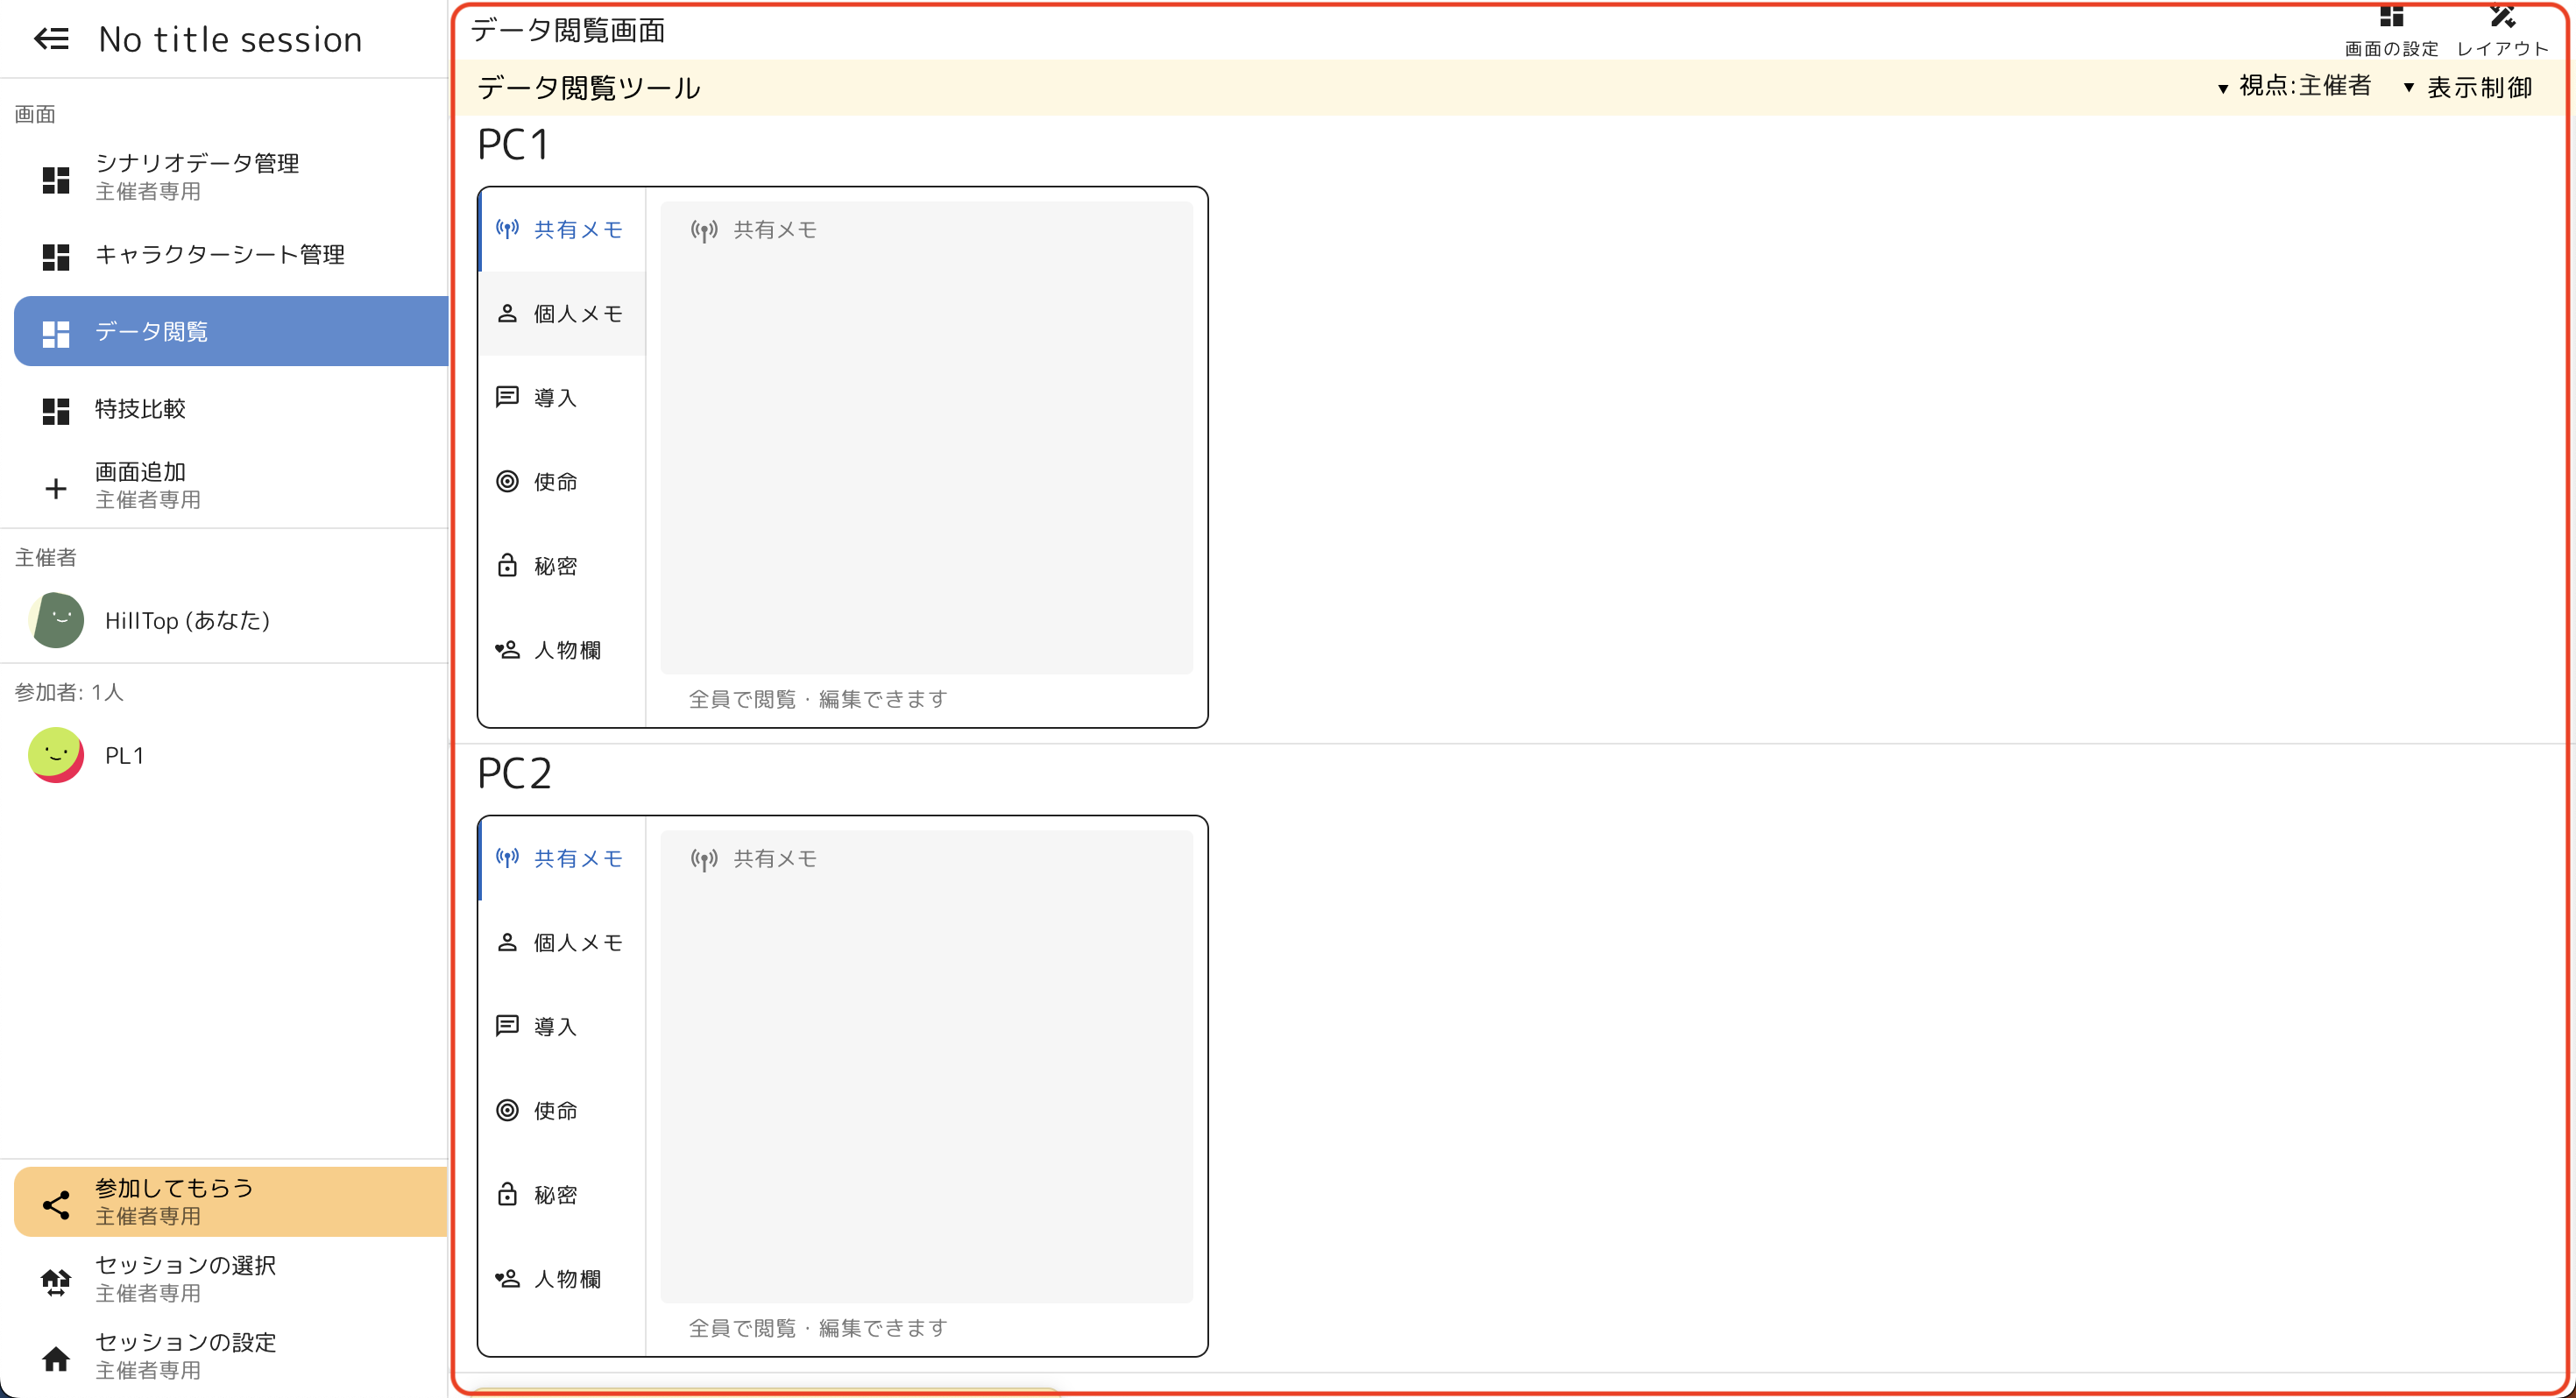 No title session
画面
シナリオデータ管理
主催者専用
キャラクターシート管理
データ閲覧
特技比較
画面追加
主催者専用
主催者
HillTop (あなた)
参加者: 1人
PL1
参加してもらう
主催者専用
セッションの選択
主催者専用
セッションの設定
主催者専用
データ閲覧画面
画面の設定 レイアウト
データ閲覧ツール
▼ 視点:主催者 ▼ 表示制御
PC1
共有メモ
個人メモ
導入
使命
秘密
人物欄
共有メモ
全員で閲覧・編集できます
PC2
共有メモ
個人メモ
導入
使命
秘密
人物欄
共有メモ
全員で閲覧・編集できます